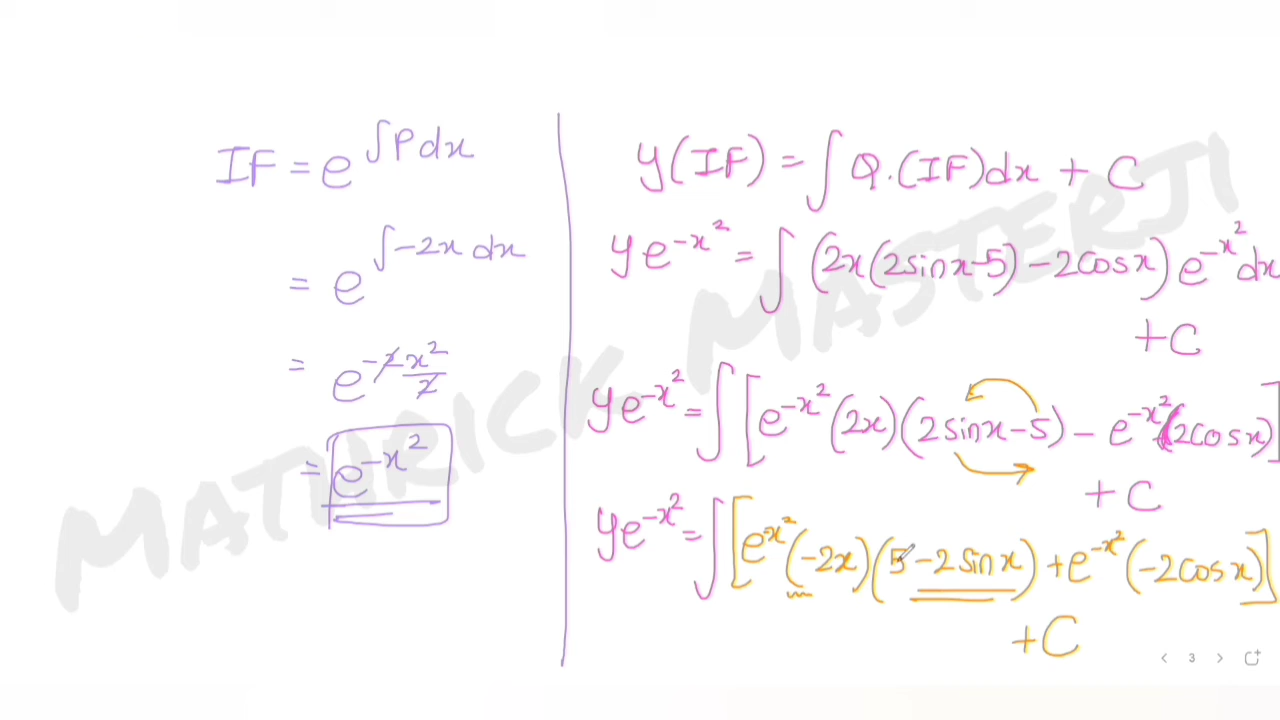 IF = e^{∫Pdx}
= e^{∫-2x dx}
= e^{-2x²/2}
= e^{-x²}
y(IF) = ∫ Q.(IF)dx + C
ye^{-x²} = ∫ (2x(2sinx-5)-2cosx) e^{-x²}dx
+C
ye^{-x²} = ∫[e^{-x²}(2x)(2sinx-5) - e^{-x²}(2cosx)]
+ C
ye^{-x²} = ∫[e^{-x²}(-2x)(5-2sinx) + e^{-x²}(-2cosx)]
+C
MATHRICK MASTERJI
< 3 >